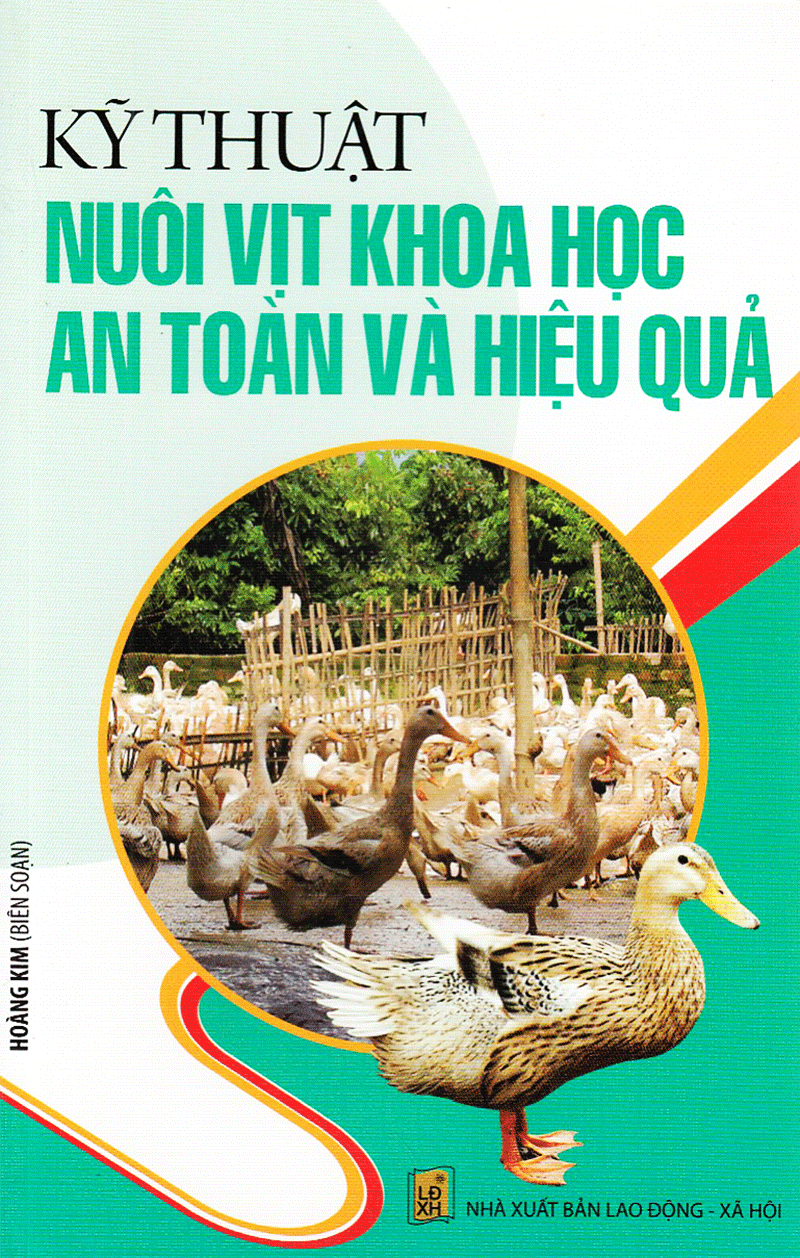 KỸ THUẬT
NUÔI VỊT KHOA HỌC
AN TOÀN VÀ HIỆU QUẢ
HOÀNG KIM (BIÊN SOẠN)
LĐ
XH
NHÀ XUẤT BẢN LAO ĐỘNG - XÃ HỘI